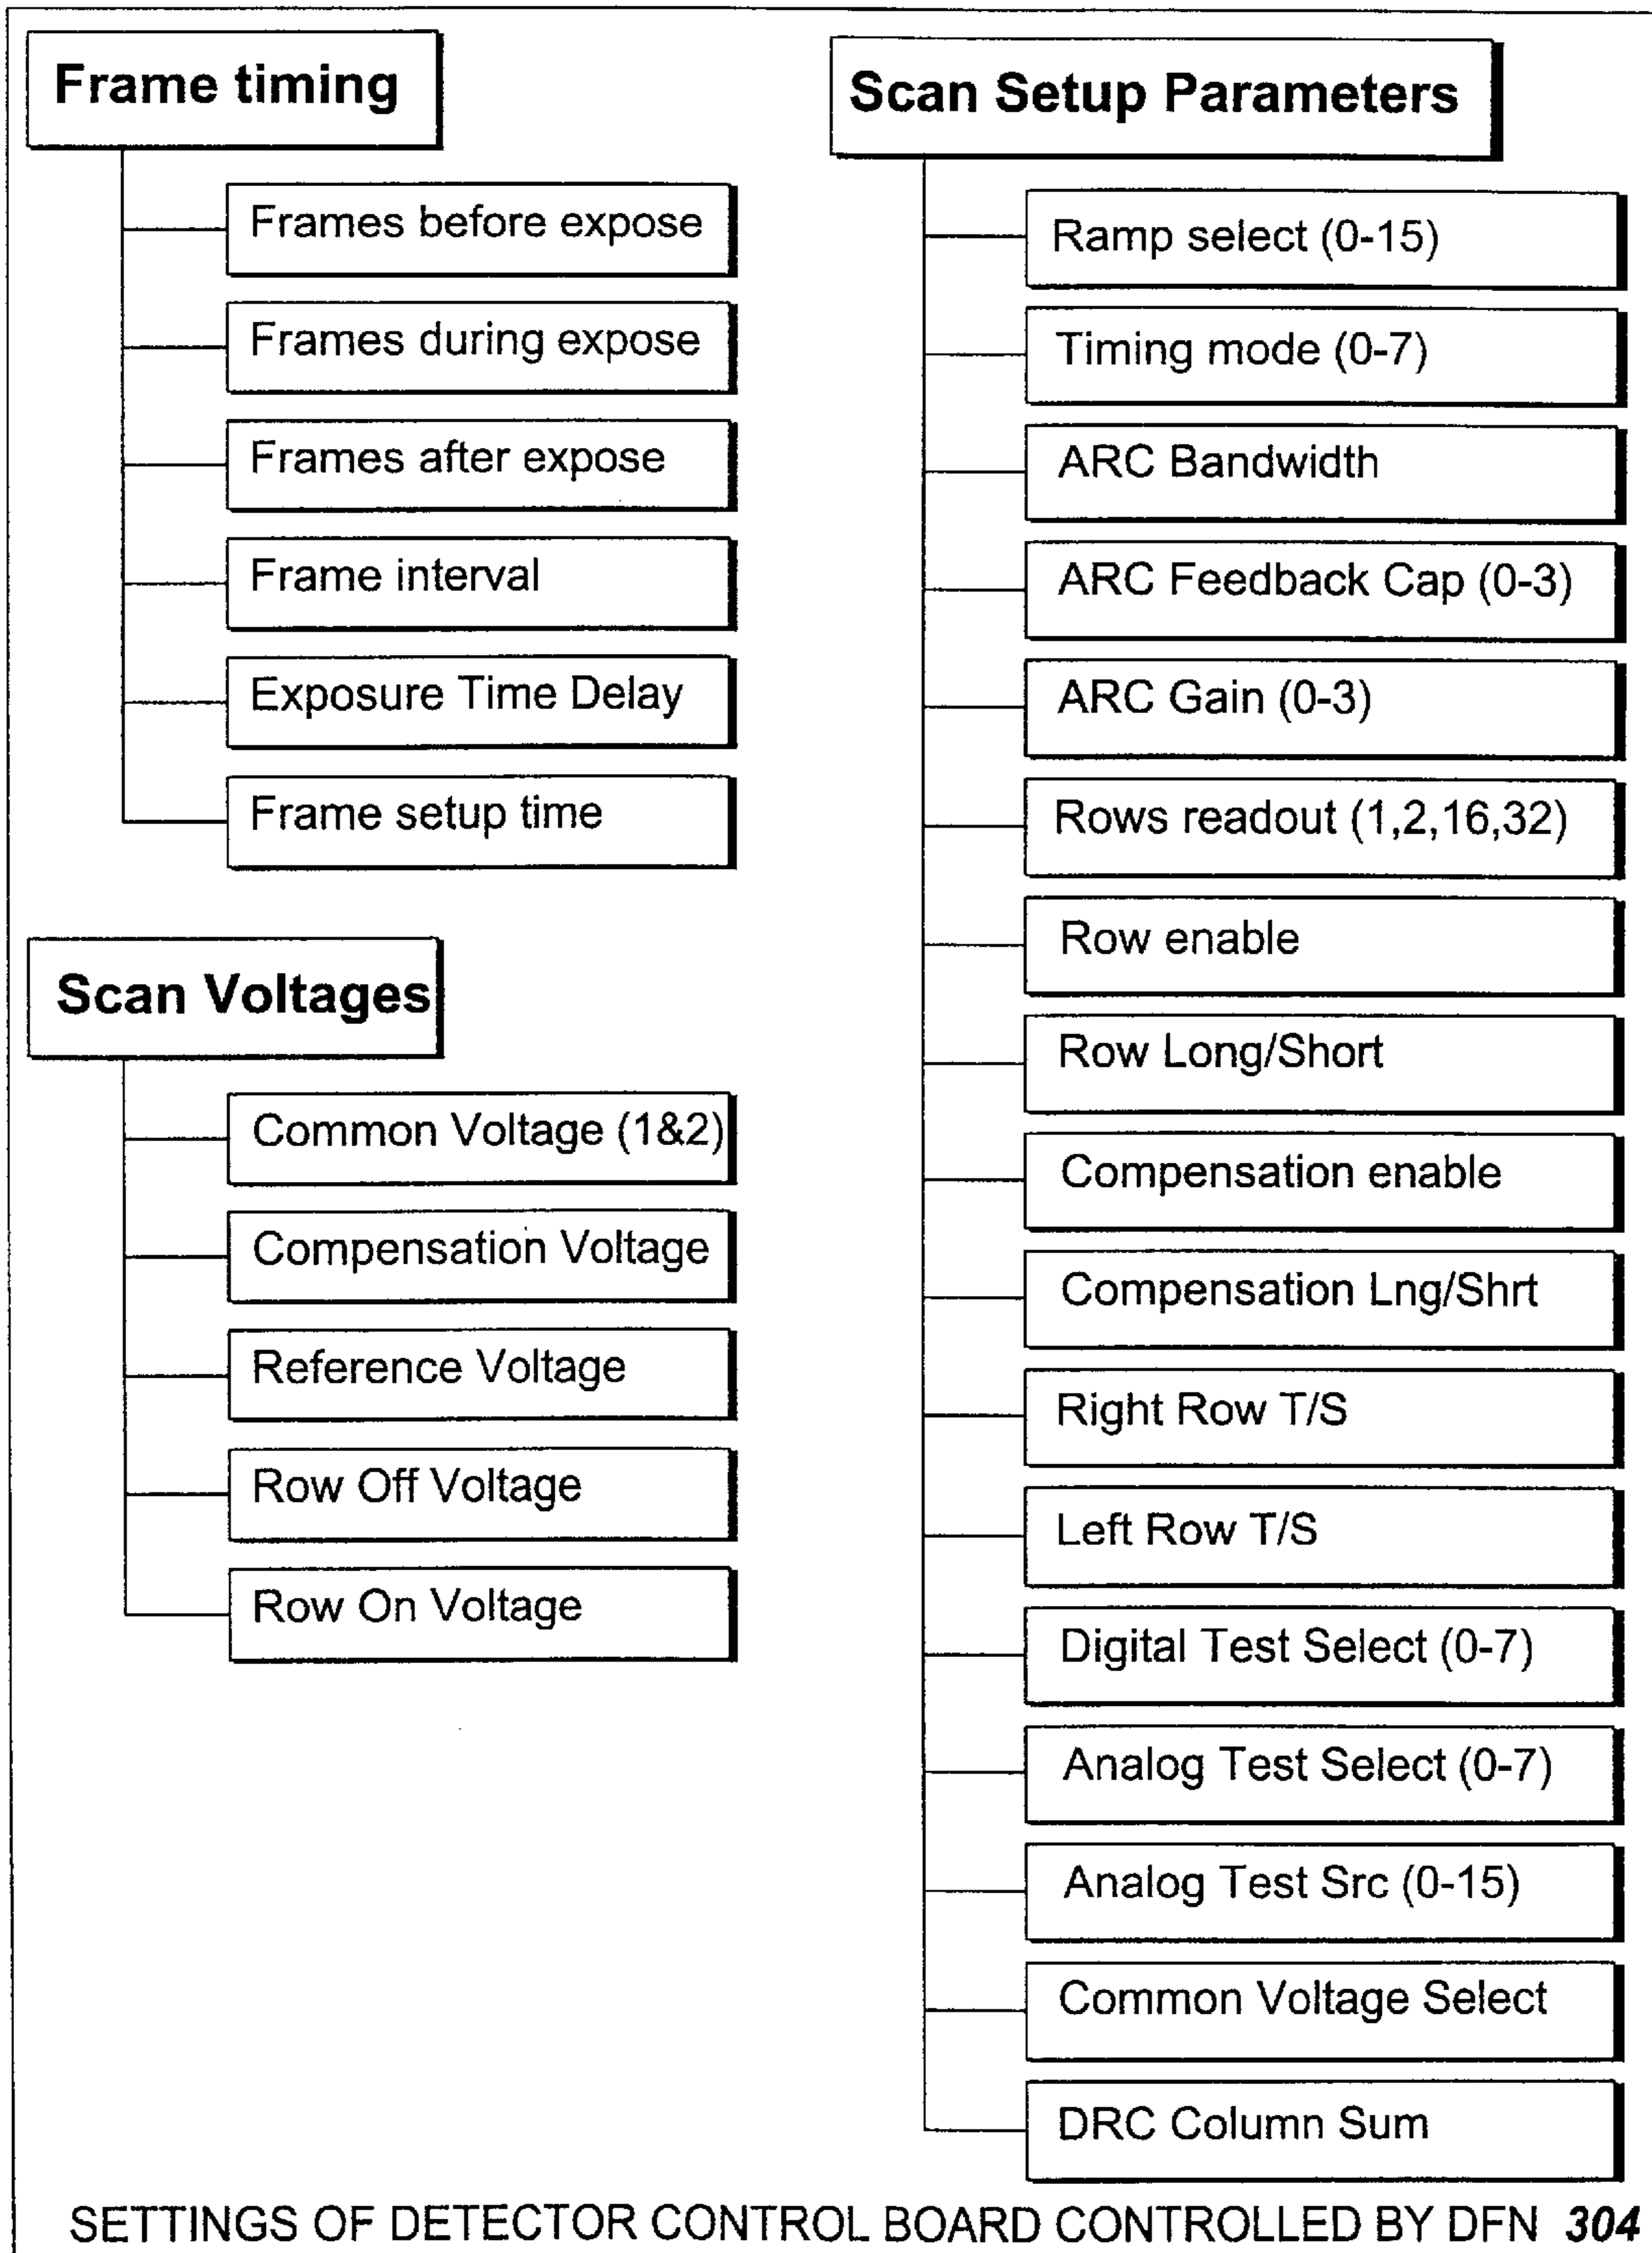 Frame timing
Frames before expose
Frames during expose
Frames after expose
Frame interval
Exposure Time Delay
Frame setup time
Scan Voltages
Common Voltage (1&2)
Compensation Voltage
Reference Voltage
Row Off Voltage
Row On Voltage
Scan Setup Parameters
Ramp select (0-15)
Timing mode (0-7)
ARC Bandwidth
ARC Feedback Cap (0-3)
ARC Gain (0-3)
Rows readout (1,2,16,32)
Row enable
Row Long/Short
Compensation enable
Compensation Lng/Shrt
Right Row T/S
Left Row T/S
Digital Test Select (0-7)
Analog Test Select (0-7)
Analog Test Src (0-15)
Common Voltage Select
DRC Column Sum
SETTINGS OF DETECTOR CONTROL BOARD CONTROLLED BY DFN 304